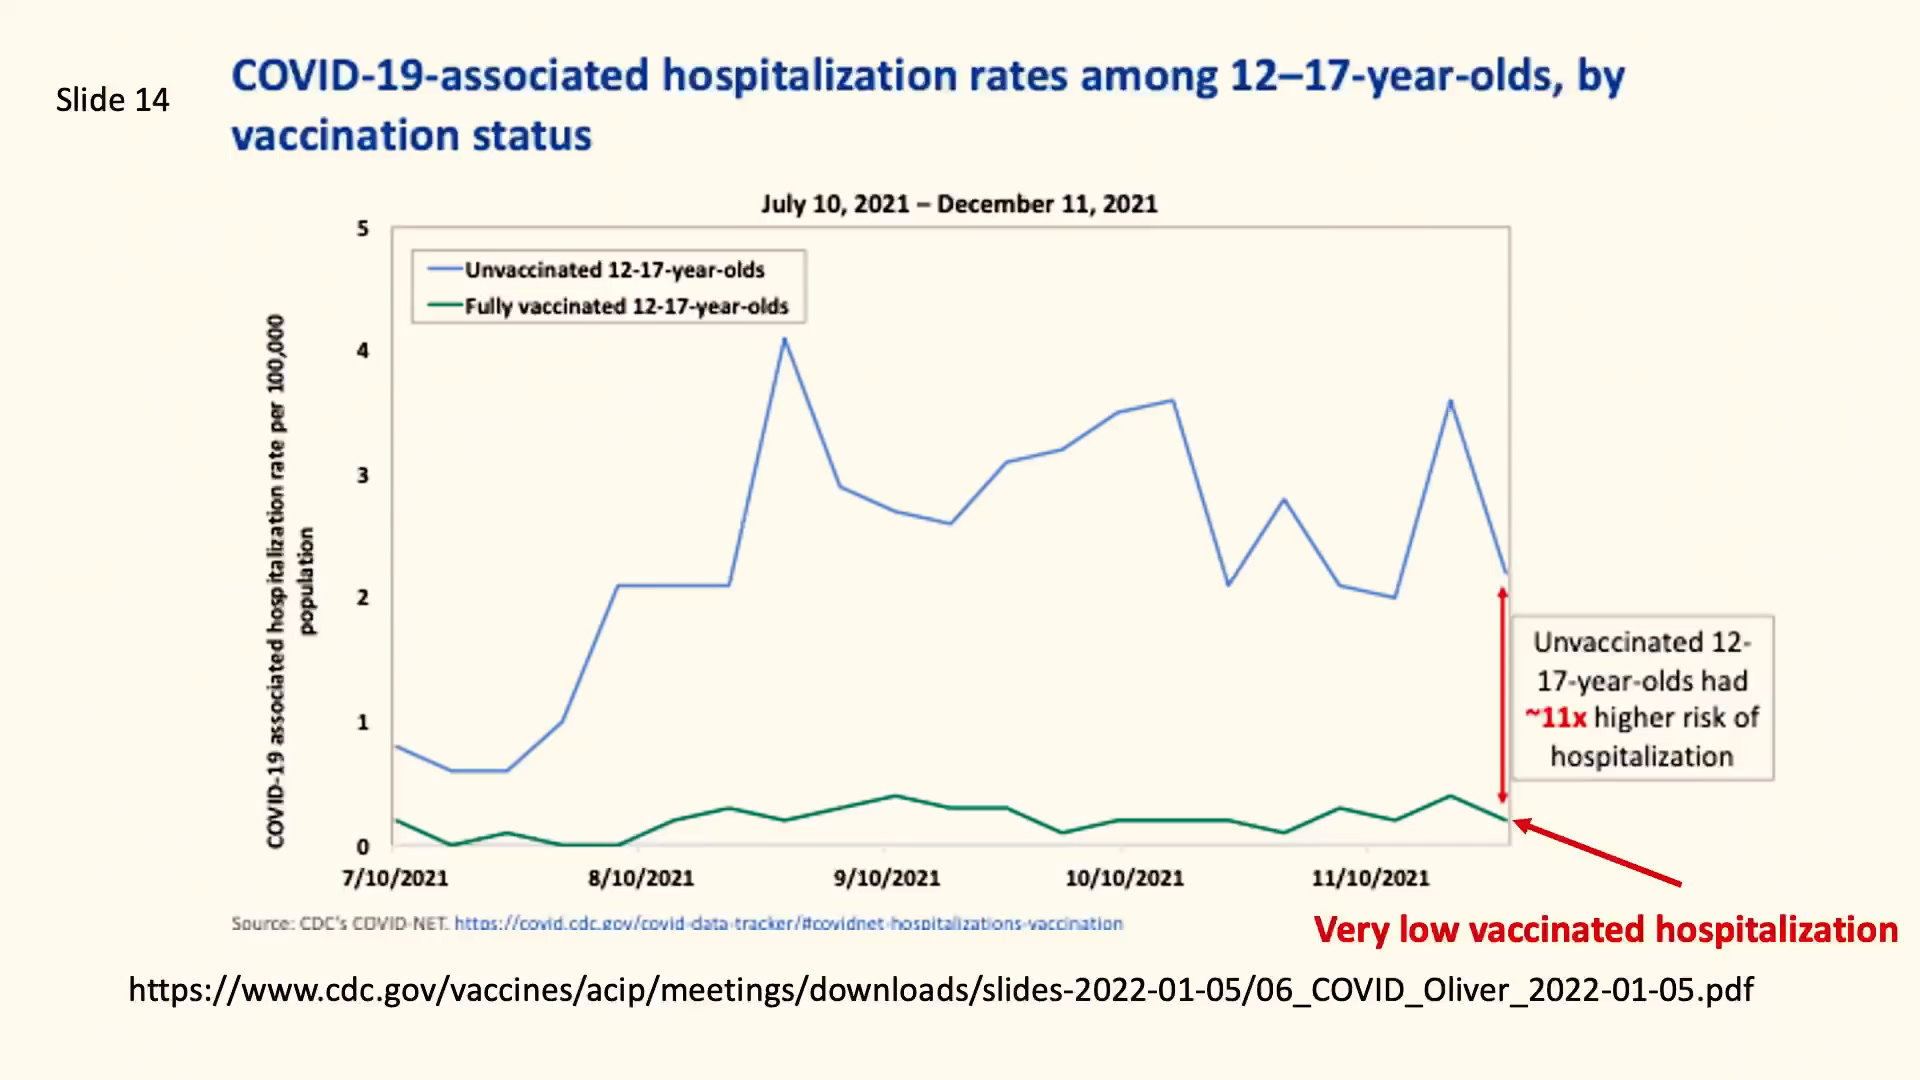 Slide 14
COVID-19-associated hospitalization rates among 12–17-year-olds, by
vaccination status
July 10, 2021 – December 11, 2021
5
4
3
2
1
0
COVID-19 associated hospitalization rate per 100,000
population
Unvaccinated 12-17-year-olds
Fully vaccinated 12-17-year-olds
Unvaccinated 12-
17-year-olds had
~11x higher risk of
hospitalization
7/10/2021 8/10/2021 9/10/2021 10/10/2021 11/10/2021
Source: CDC's COVID-NET. https://covid.cdc.gov/covid-data-tracker/#covidnet-hospitalizations-vaccination
Very low vaccinated hospitalization
https://www.cdc.gov/vaccines/acip/meetings/downloads/slides-2022-01-05/06_COVID_Oliver_2022-01-05.pdf